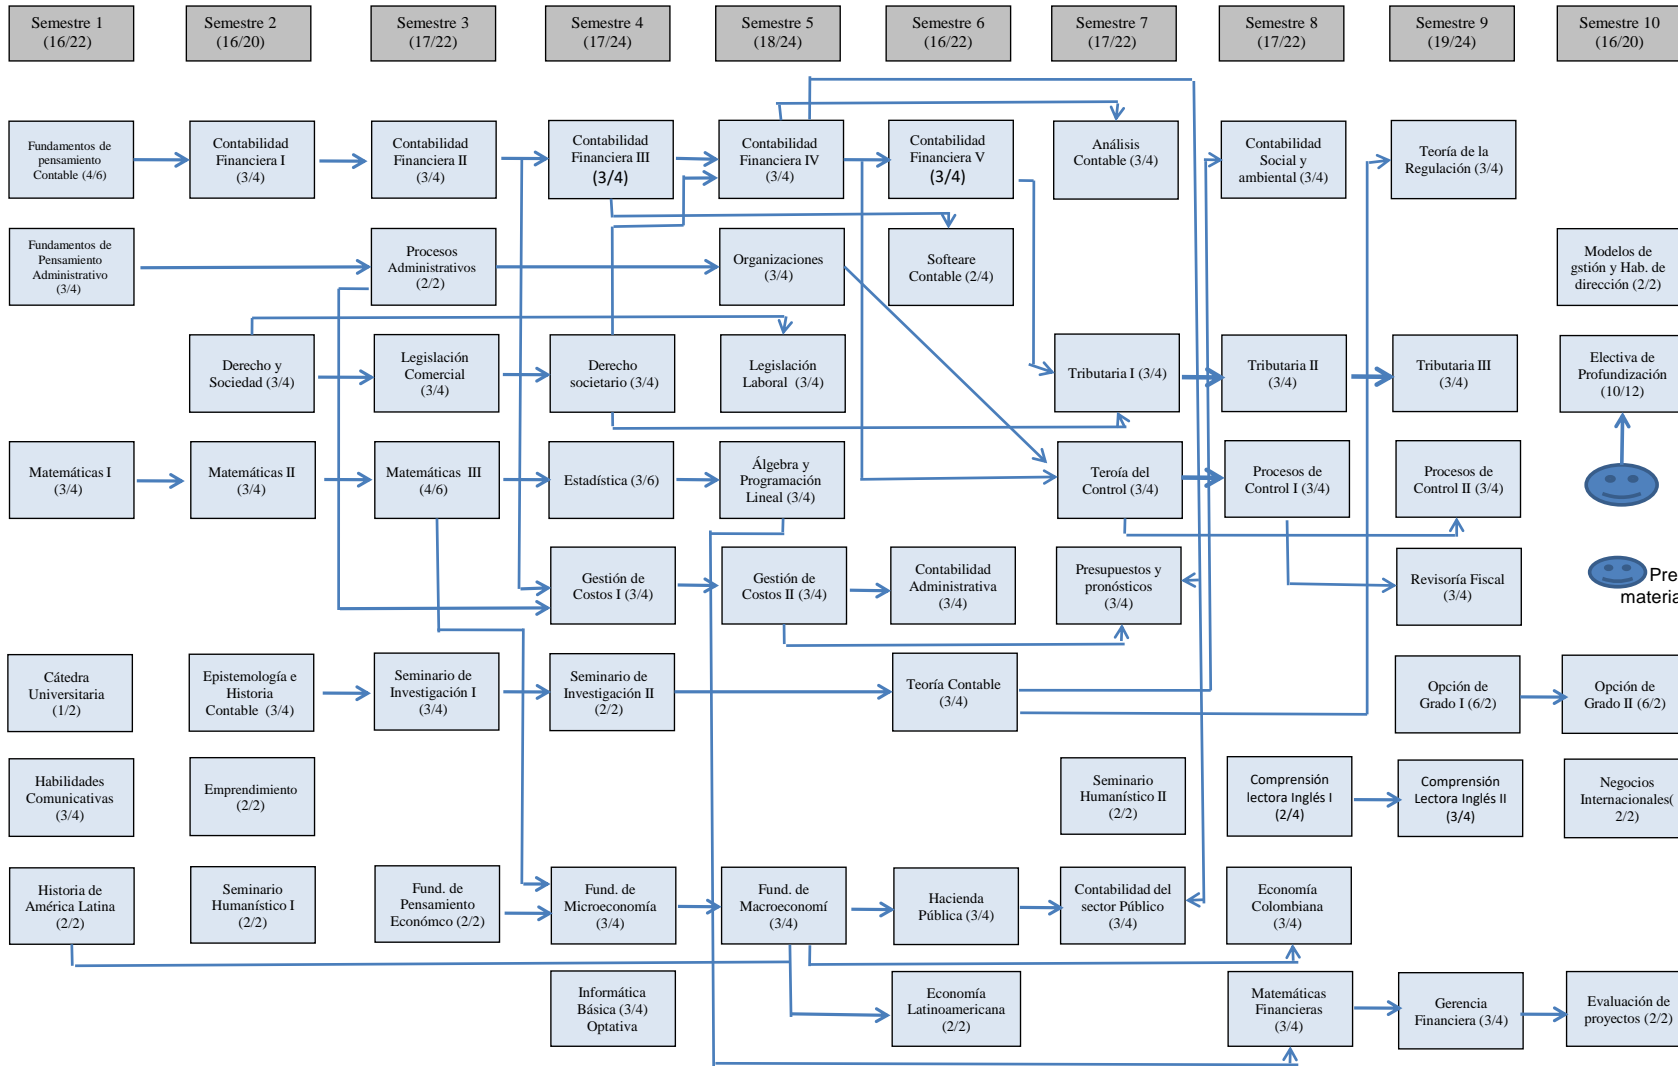 Semestre 1
(16/22)
Semestre 2
(16/20)
Semestre 3
(17/22)
Semestre 4
(17/24)
Semestre 5
(18/24)
Semestre 6
(16/22)
Semestre 7
(17/22)
Semestre 8
(17/22)
Semestre 9
(19/24)
Semestre 10
(16/20)
Fundamentos de
pensamiento
Contable (4/6)
Contabilidad
Financiera I
(3/4)
Contabilidad
Financiera II
(3/4)
Contabilidad
Financiera III
(3/4)
Contabilidad
Financiera IV
(3/4)
Contabilidad
Financiera V
(3/4)
Análisis
Contable (3/4)
Contabilidad
Social y
ambiental (3/4)
Teoría de la
Regulación (3/4)
Fundamentos de
Pensamiento
Administrativo
(3/4)
Procesos
Administrativos
(2/2)
Organizaciones
(3/4)
Softeare
Contable (2/4)
Modelos de
gstión y Hab. de
dirección (2/2)
Derecho y
Sociedad (3/4)
Legislación
Comercial
(3/4)
Derecho
societario (3/4)
Legislación
Laboral (3/4)
Tributaria I (3/4)
Tributaria II
(3/4)
Tributaria III
(3/4)
Electiva de
Profundización
(10/12)
Matemáticas I
(3/4)
Matemáticas II
(3/4)
Matemáticas III
(4/6)
Estadística (3/6)
Álgebra y
Programación
Lineal (3/4)
Teroía del
Control (3/4)
Procesos de
Control I (3/4)
Procesos de
Control II (3/4)
Gestión de
Costos I (3/4)
Gestión de
Costos II (3/4)
Contabilidad
Administrativa
(3/4)
Presupuestos y
pronósticos
(3/4)
Revisoría Fiscal
(3/4)
Pre
materia
Cátedra
Universitaria
(1/2)
Epistemología e
Historia
Contable (3/4)
Seminario de
Investigación I
(3/4)
Seminario de
Investigación II
(2/2)
Teoría Contable
(3/4)
Opción de
Grado I (6/2)
Opción de
Grado II (6/2)
Habilidades
Comunicativas
(3/4)
Emprendimiento
(2/2)
Seminario
Humanístico II
(2/2)
Comprensión
lectora Inglés I
(2/4)
Comprensión
Lectora Inglés II
(3/4)
Negocios
Internacionales(
2/2)
Historia de
América Latina
(2/2)
Seminario
Humanístico I
(2/2)
Fund. de
Pensamiento
Económco (2/2)
Fund. de
Microeconomía
(3/4)
Fund. de
Macroeconomí
(3/4)
Hacienda
Pública (3/4)
Contabilidad del
sector Público
(3/4)
Economía
Colombiana
(3/4)
Informática
Básica (3/4)
Optativa
Economía
Latinoamericana
(2/2)
Matemáticas
Financieras
(3/4)
Gerencia
Financiera (3/4)
Evaluación de
proyectos (2/2)